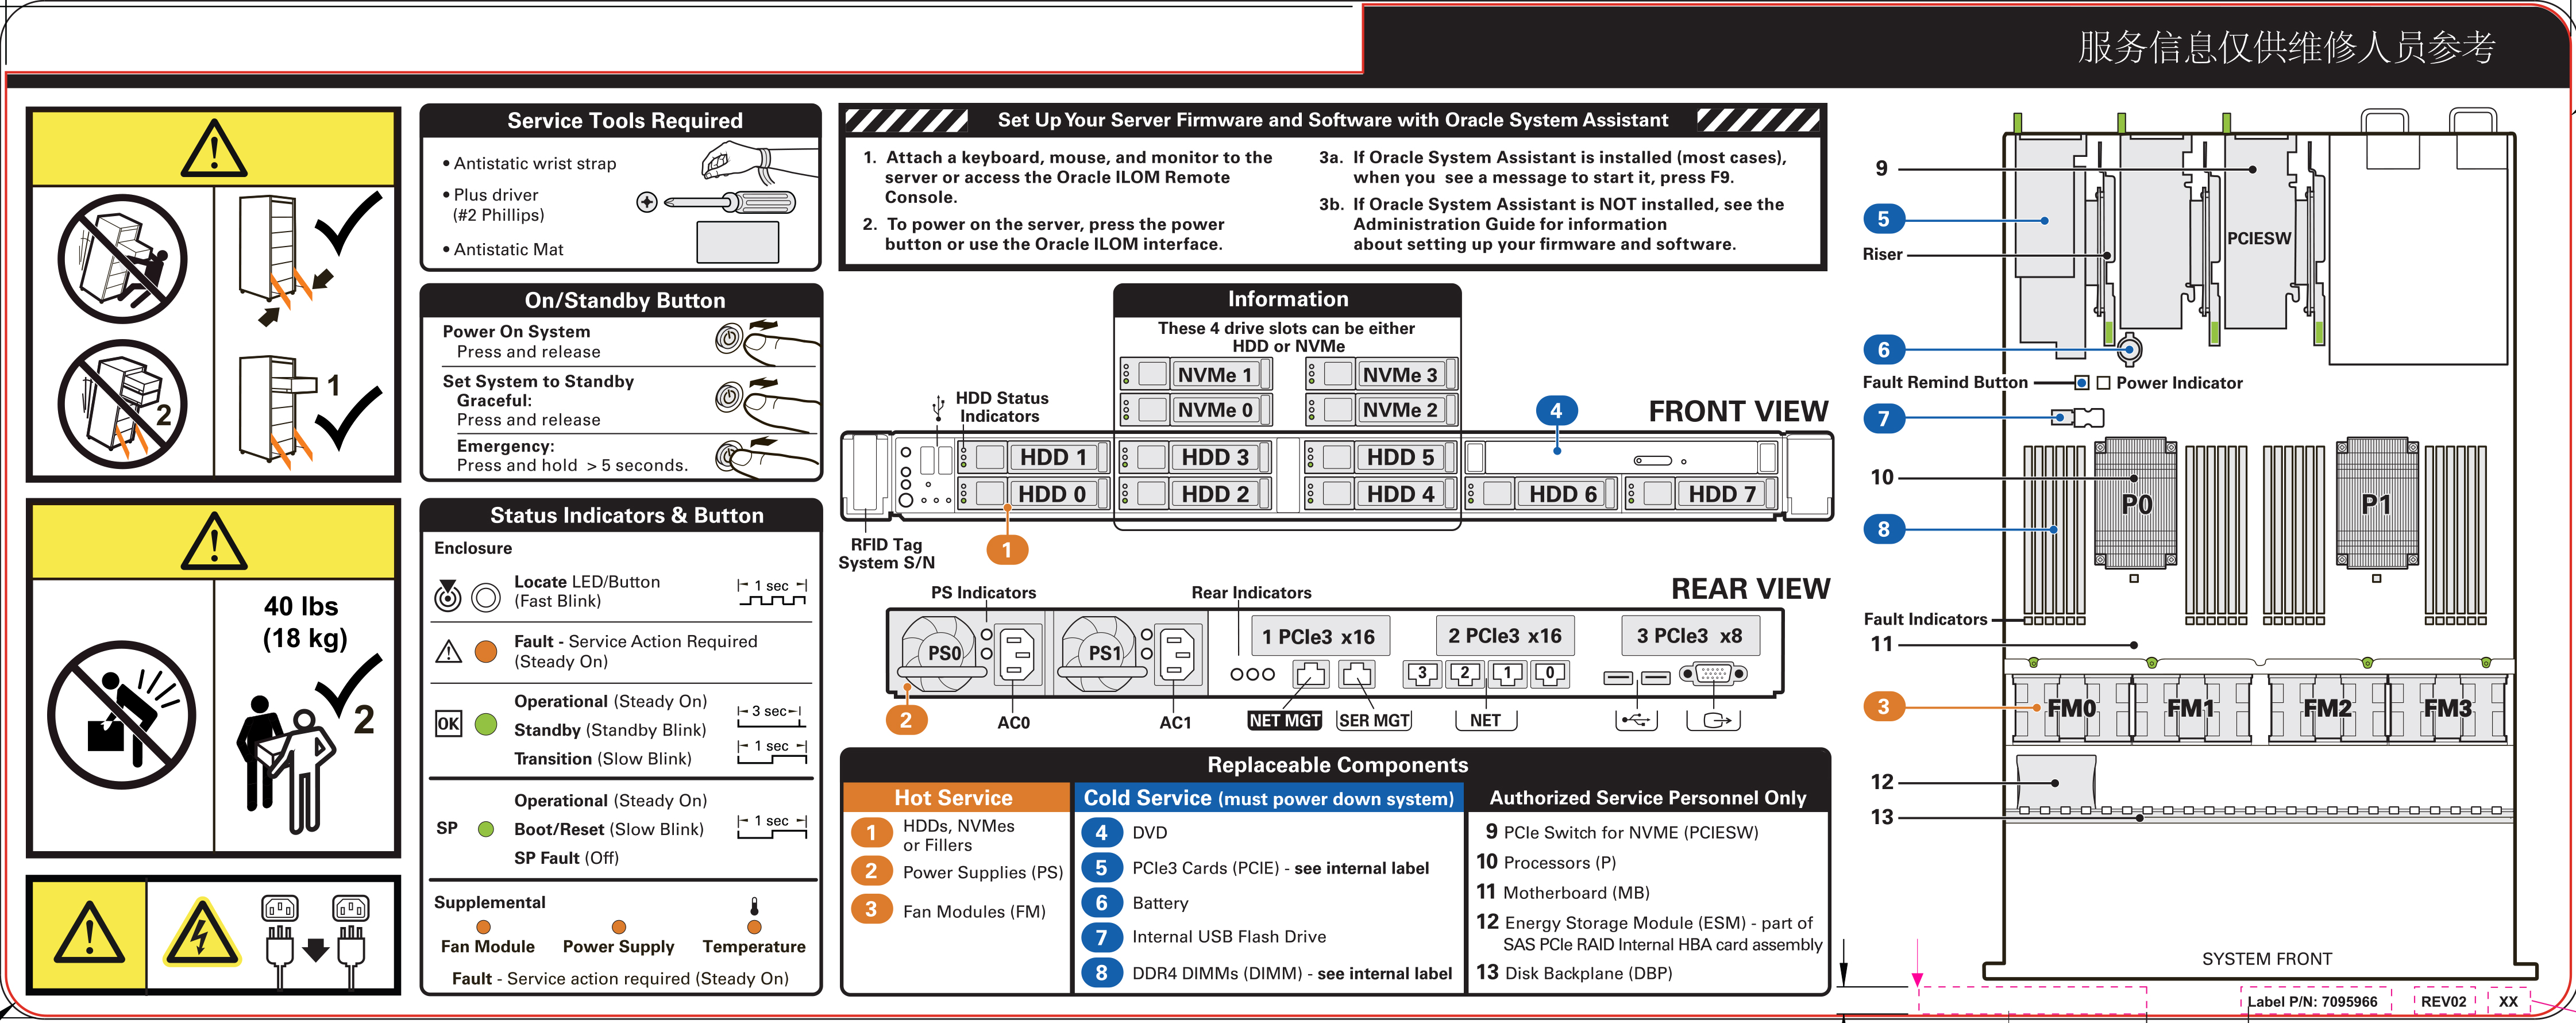 服务信息仅供维修人员参考
2
1
40 lbs
(18 kg)
2
Service Tools Required
• Antistatic wrist strap
• Plus driver
(#2 Phillips)
• Antistatic Mat
On/Standby Button
Power On System
Press and release
Set System to Standby
Graceful:
Press and release
Emergency:
Press and hold > 5 seconds.
Status Indicators & Button
Enclosure
Locate LED/Button
(Fast Blink)
1 sec
Fault - Service Action Required
(Steady On)
OK
Operational (Steady On)
Standby (Standby Blink)
3 sec
Transition (Slow Blink)
1 sec
SP
Operational (Steady On)
Boot/Reset (Slow Blink)
1 sec
SP Fault (Off)
Supplemental
Fan Module Power Supply Temperature
Fault - Service action required (Steady On)
Set Up Your Server Firmware and Software with Oracle System Assistant
1. Attach a keyboard, mouse, and monitor to the
server or access the Oracle ILOM Remote
Console.
2. To power on the server, press the power
button or use the Oracle ILOM interface.
3a. If Oracle System Assistant is installed (most cases),
when you see a message to start it, press F9.
3b. If Oracle System Assistant is NOT installed, see the
Administration Guide for information
about setting up your firmware and software.
Information
These 4 drive slots can be either
HDD or NVMe
NVMe 1 NVMe 3
NVMe 0 NVMe 2
HDD Status
Indicators
4
FRONT VIEW
HDD 1 HDD 3 HDD 5
HDD 0 HDD 2 HDD 4 HDD 6 HDD 7
RFID Tag
System S/N
1
REAR VIEW
PS Indicators Rear Indicators
1 PCIe3 x16 2 PCIe3 x16 3 PCIe3 x8
PS0 PS1
3 2 1 0
2
AC0 AC1 NET MGT SER MGT NET
Replaceable Components
Hot Service
1 HDDs, NVMes
or Fillers
2 Power Supplies (PS)
3 Fan Modules (FM)
Cold Service (must power down system)
4 DVD
5 PCIe3 Cards (PCIE) - see internal label
6 Battery
7 Internal USB Flash Drive
8 DDR4 DIMMs (DIMM) - see internal label
Authorized Service Personnel Only
9 PCIe Switch for NVME (PCIESW)
10 Processors (P)
11 Motherboard (MB)
12 Energy Storage Module (ESM) - part of
SAS PCIe RAID Internal HBA card assembly
13 Disk Backplane (DBP)
9
5
PCIESW
Riser
6
Fault Remind Button Power Indicator
7
10
P0 P1
8
Fault Indicators
11
3
FM0 FM1 FM2 FM3
12
13
SYSTEM FRONT
Label P/N: 7095966 REV02 XX